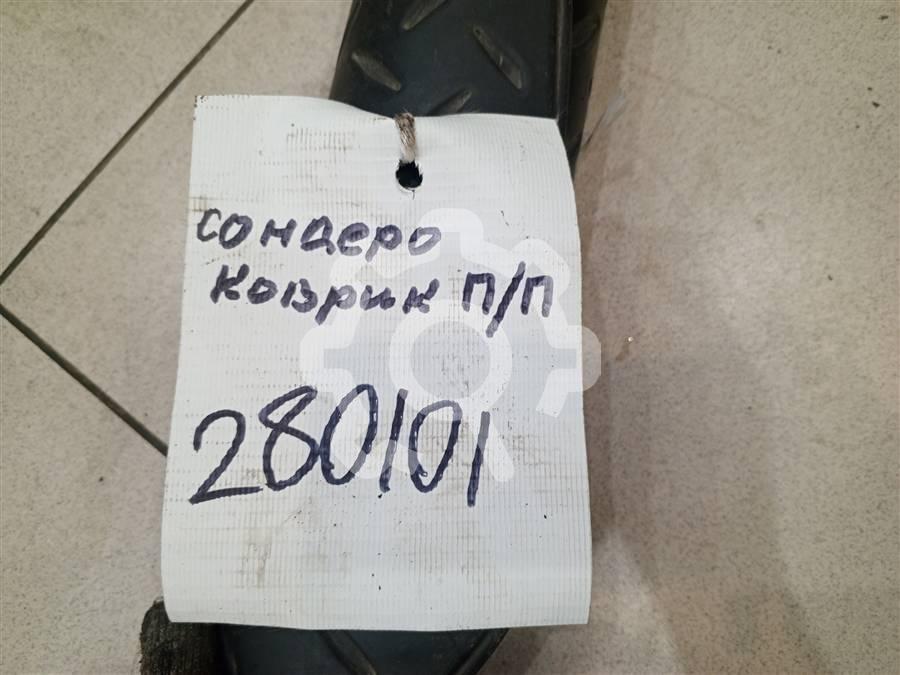 сондеро
коврик п/п
280101